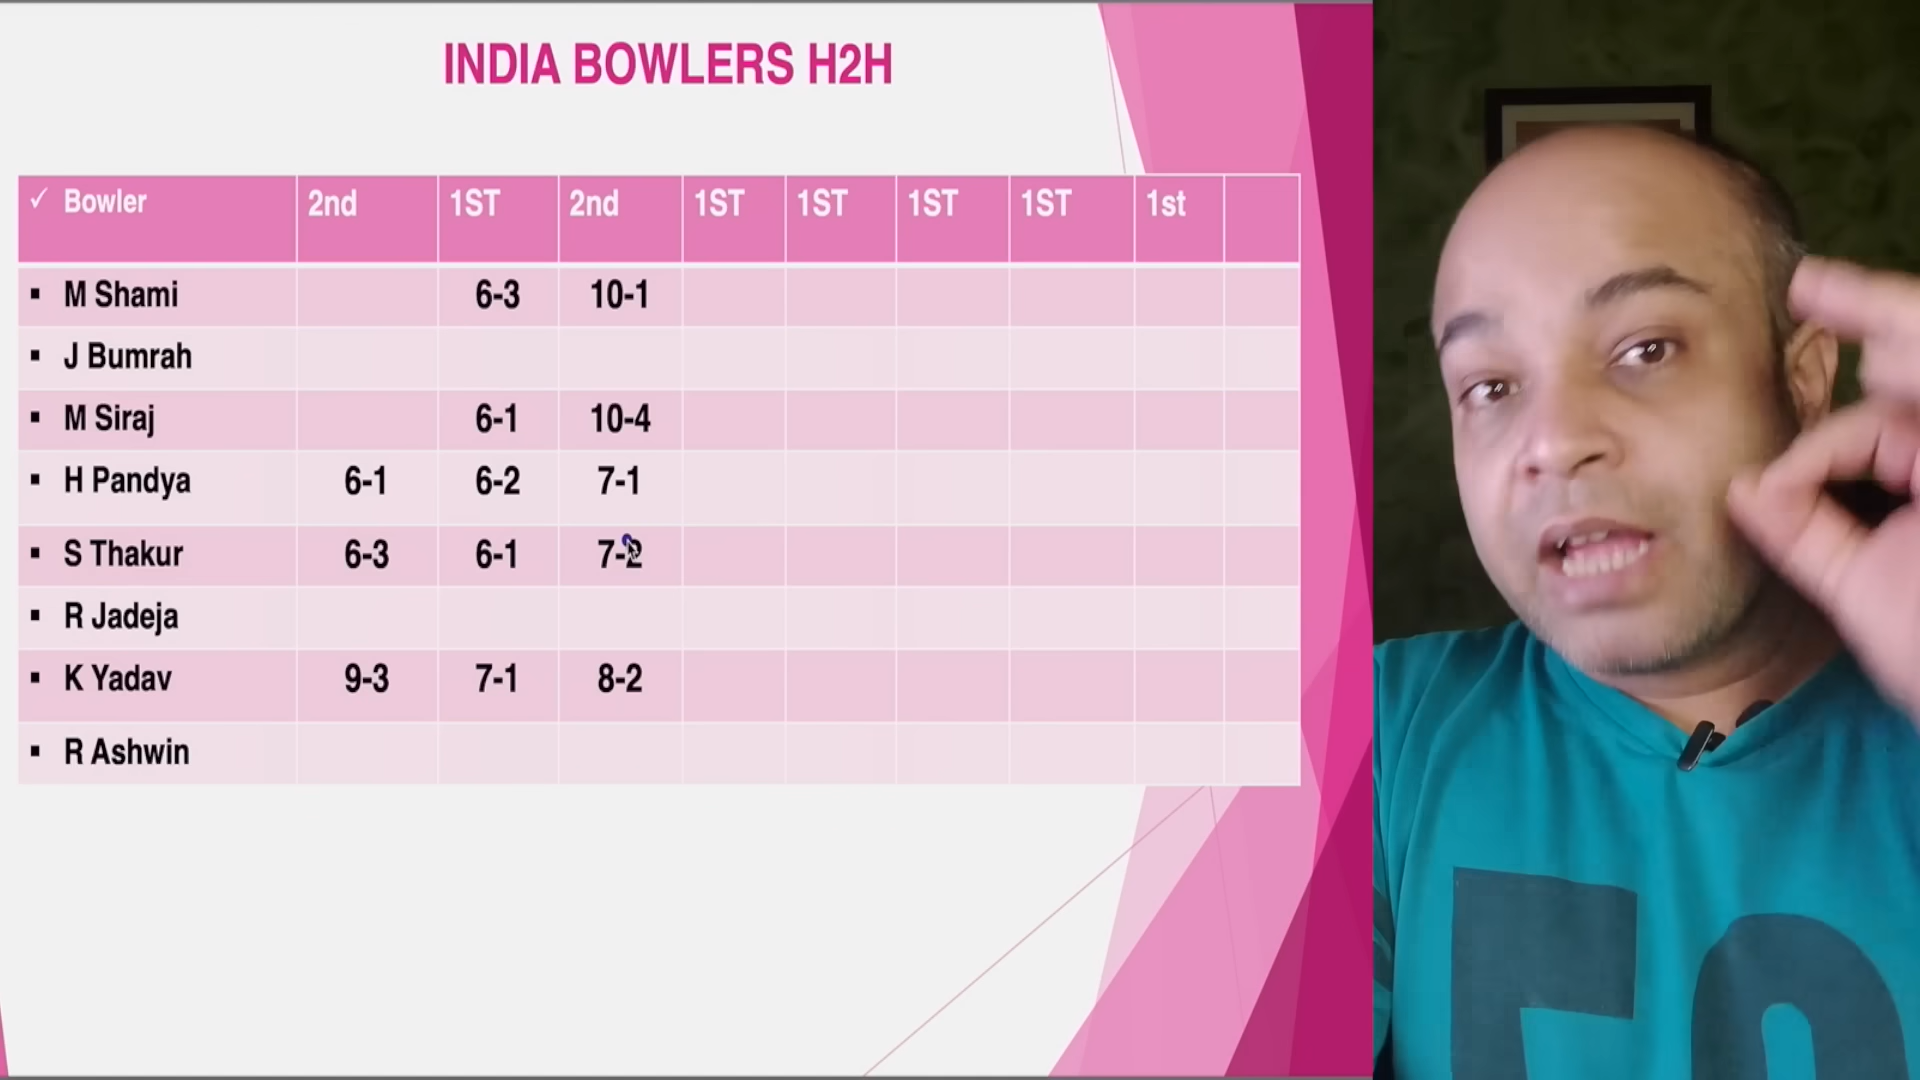 INDIA BOWLERS H2H
✓ Bowler 2nd 1ST 2nd 1ST 1ST 1ST 1ST 1st
▪ M Shami 6-3 10-1
▪ J Bumrah
▪ M Siraj 6-1 10-4
▪ H Pandya 6-1 6-2 7-1
▪ S Thakur 6-3 6-1 7-2
▪ R Jadeja
▪ K Yadav 9-3 7-1 8-2
▪ R Ashwin